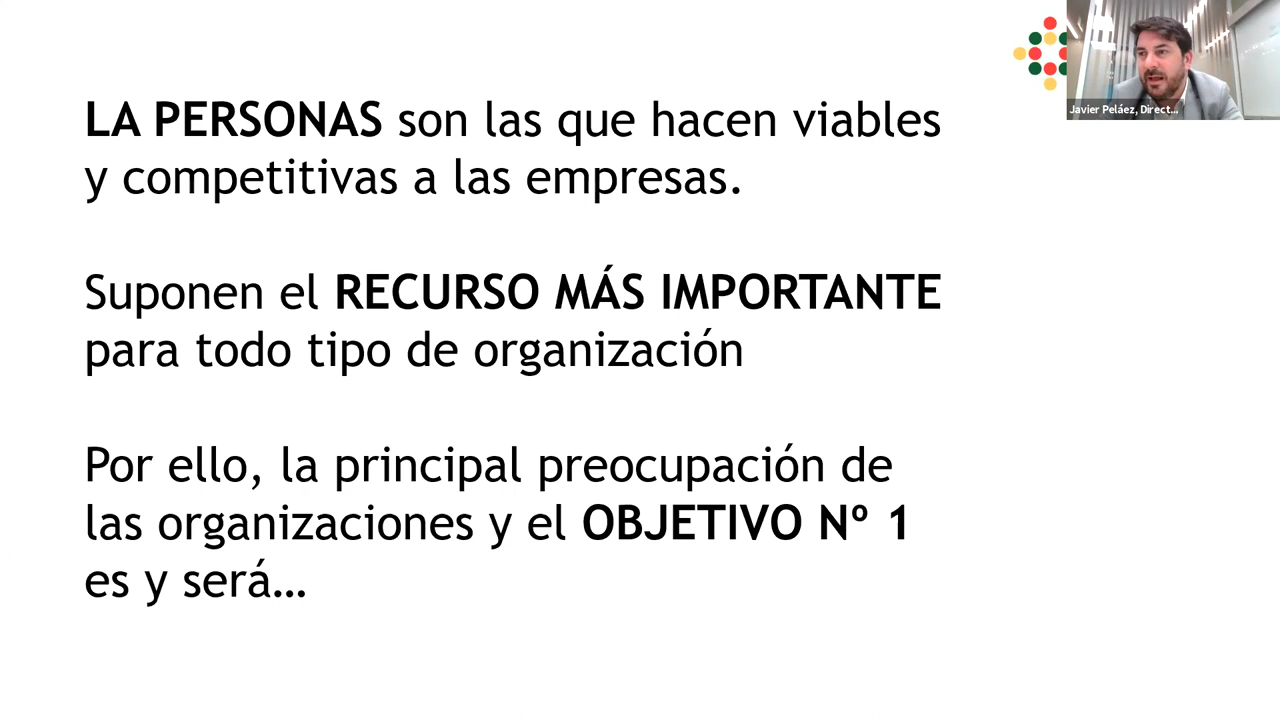 LA PERSONAS son las que hacen viables
y competitivas a las empresas.
Suponen el RECURSO MÁS IMPORTANTE
para todo tipo de organización
Por ello, la principal preocupación de
las organizaciones y el OBJETIVO Nº 1
es y será…
Javier Peláez, Direct...